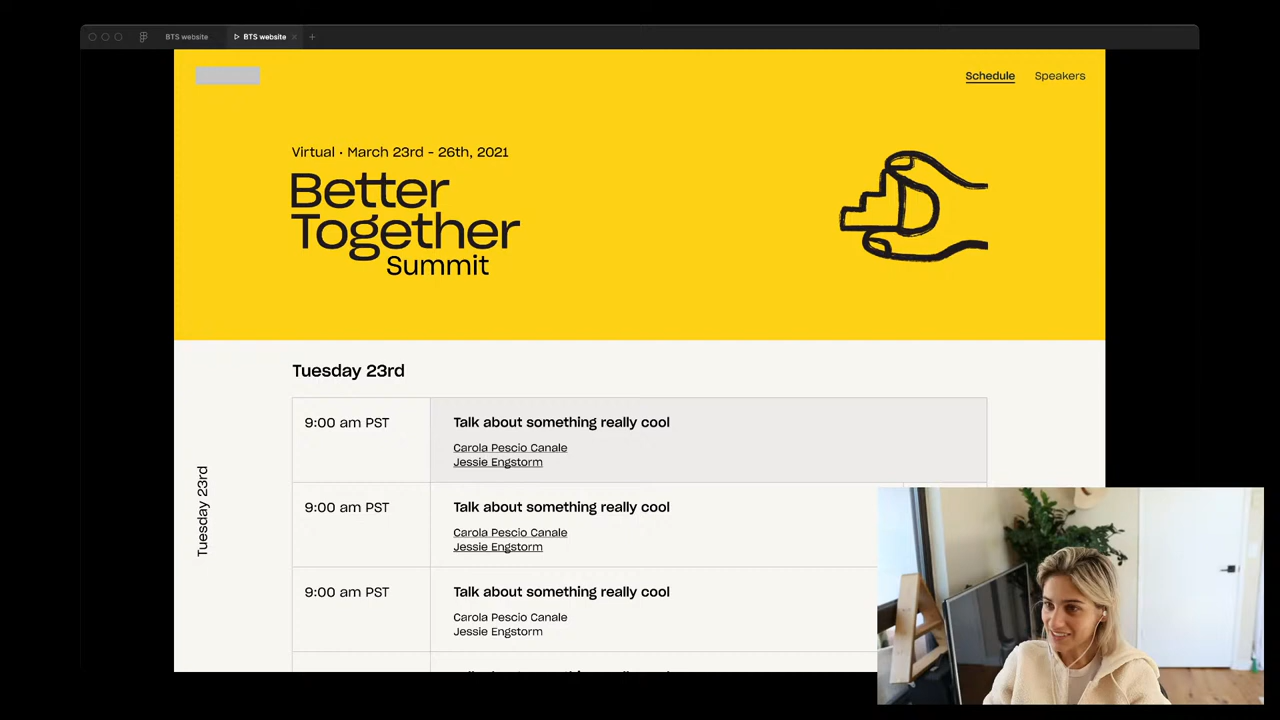 BTS website
BTS website
Schedule Speakers
Virtual • March 23rd - 26th, 2021
Better
Together
Summit
Tuesday 23rd
Tuesday 23rd
9:00 am PST Talk about something really cool
Carola Pescio Canale
Jessie Engstorm
9:00 am PST Talk about something really cool
Carola Pescio Canale
Jessie Engstorm
9:00 am PST Talk about something really cool
Carola Pescio Canale
Jessie Engstorm